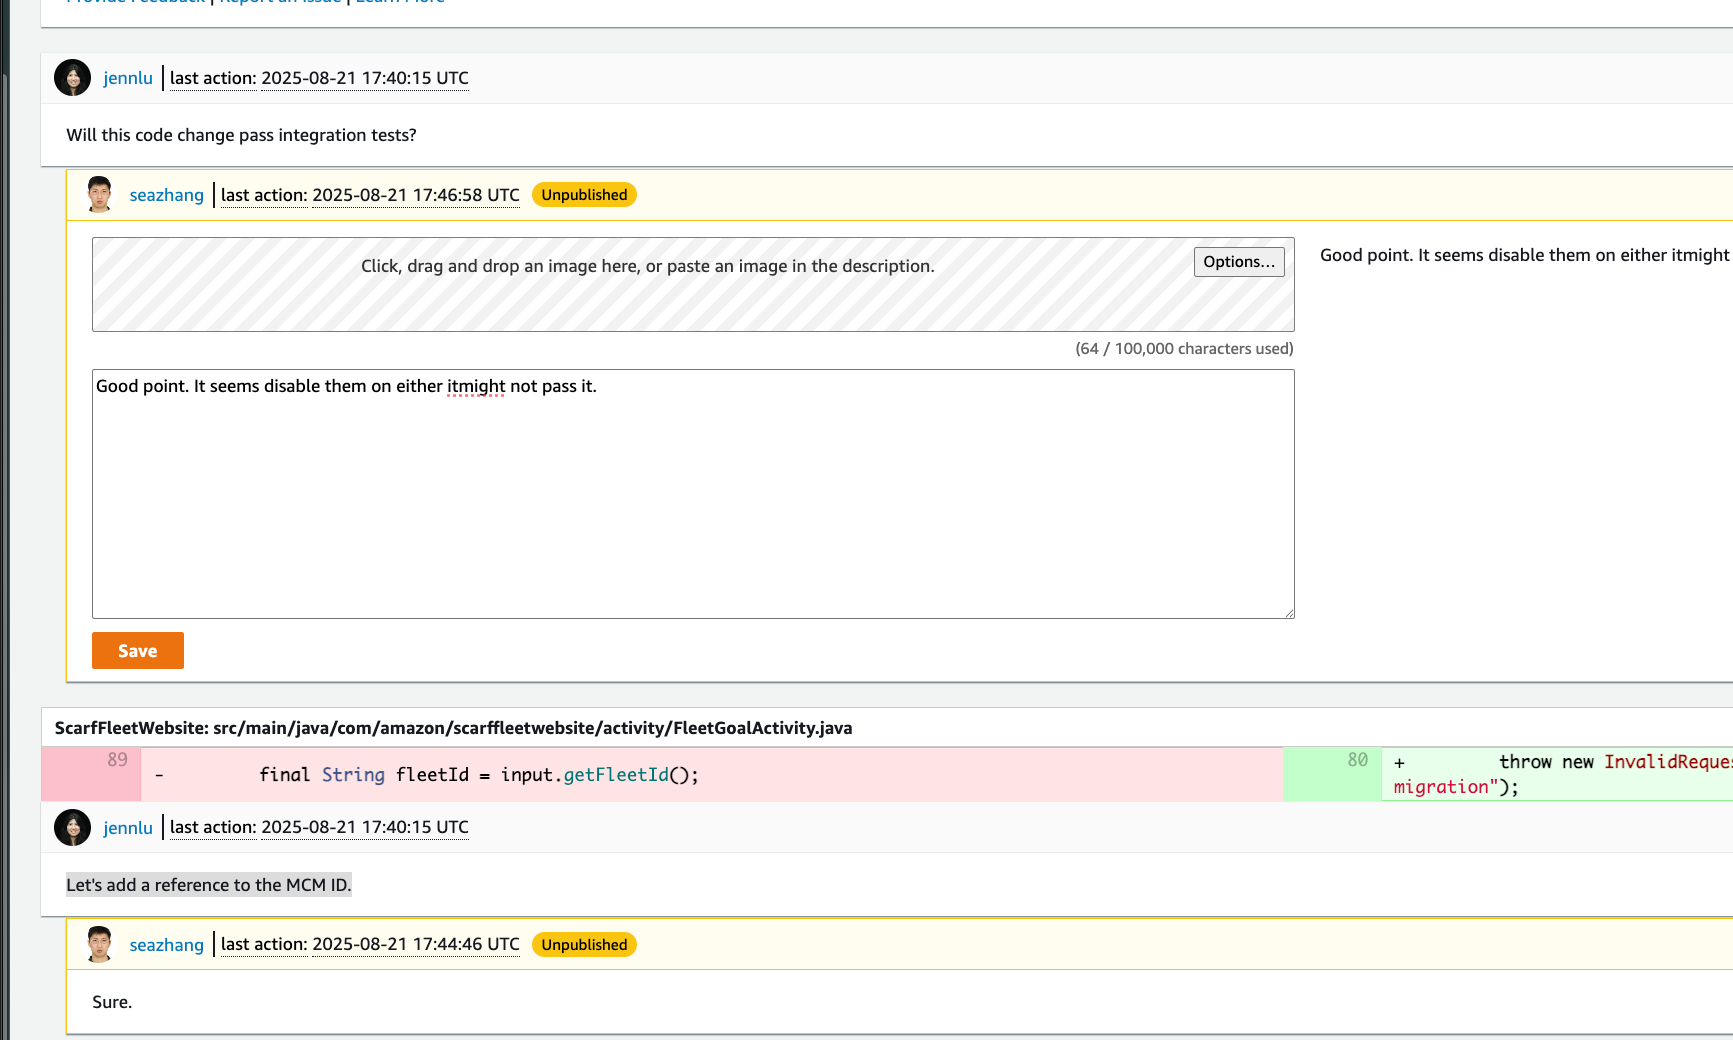 Provide Feedback | Report an Issue | Learn More
jennlu | last action: 2025-08-21 17:40:15 UTC
Will this code change pass integration tests?
seazhang | last action: 2025-08-21 17:46:58 UTC Unpublished
Click, drag and drop an image here, or paste an image in the description.
Options...
Good point. It seems disable them on either itmight
(64 / 100,000 characters used)
Good point. It seems disable them on either itmight not pass it.
Save
ScarfFleetWebsite: src/main/java/com/amazon/scarffleetwebsite/activity/FleetGoalActivity.java
89 - final String fleetId = input.getFleetId();
80 + throw new InvalidReques
migration");
jennlu | last action: 2025-08-21 17:40:15 UTC
Let's add a reference to the MCM ID.
seazhang | last action: 2025-08-21 17:44:46 UTC Unpublished
Sure.